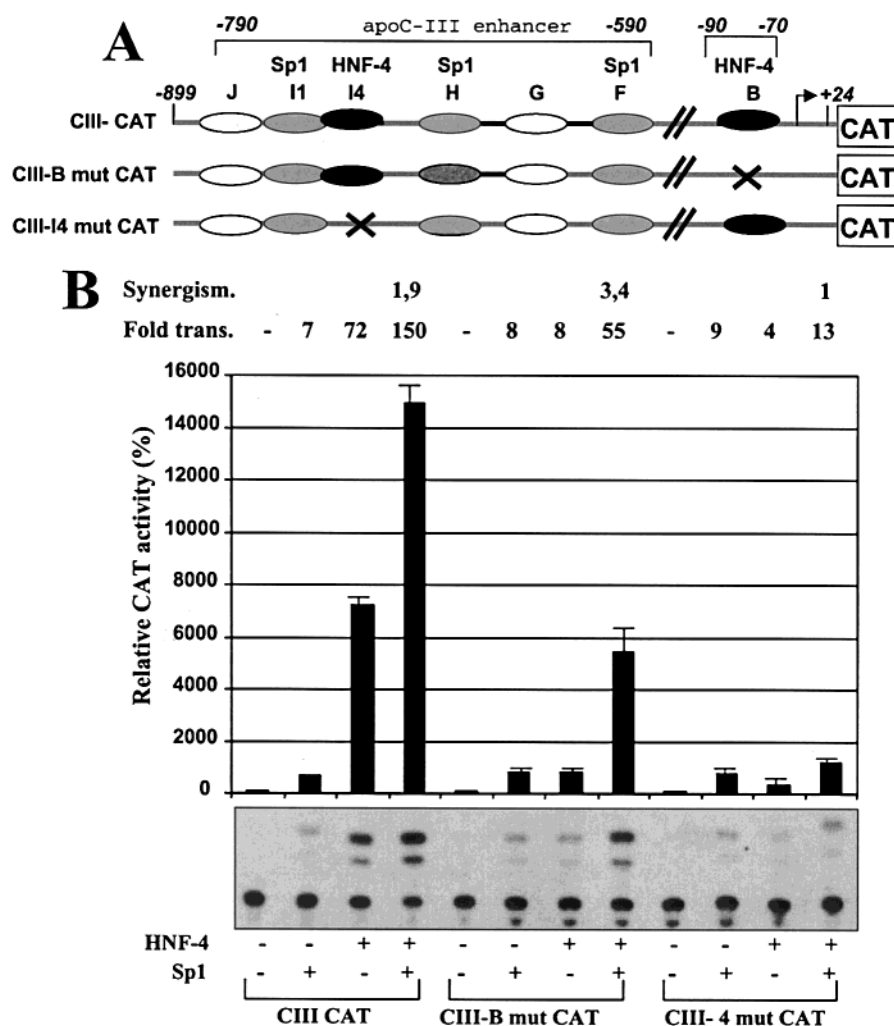 A
-790 apoC-III enhancer -590 -90 -70
Sp1 HNF-4 Sp1 Sp1 HNF-4
-899 J I1 I4 H G F B +24
CIII- CAT CAT
CIII-B mut CAT CAT
CIII-I4 mut CAT CAT
B
Synergism. 1,9 3,4 1
Fold trans. - 7 72 150 - 8 8 55 - 9 4 13
Relative CAT activity (%)
16000
14000
12000
10000
8000
6000
4000
2000
0
HNF-4 - - + + - - + + - - + +
Sp1 - + - + - + - + - + - +
CIII CAT CIII-B mut CAT CIII- 4 mut CAT